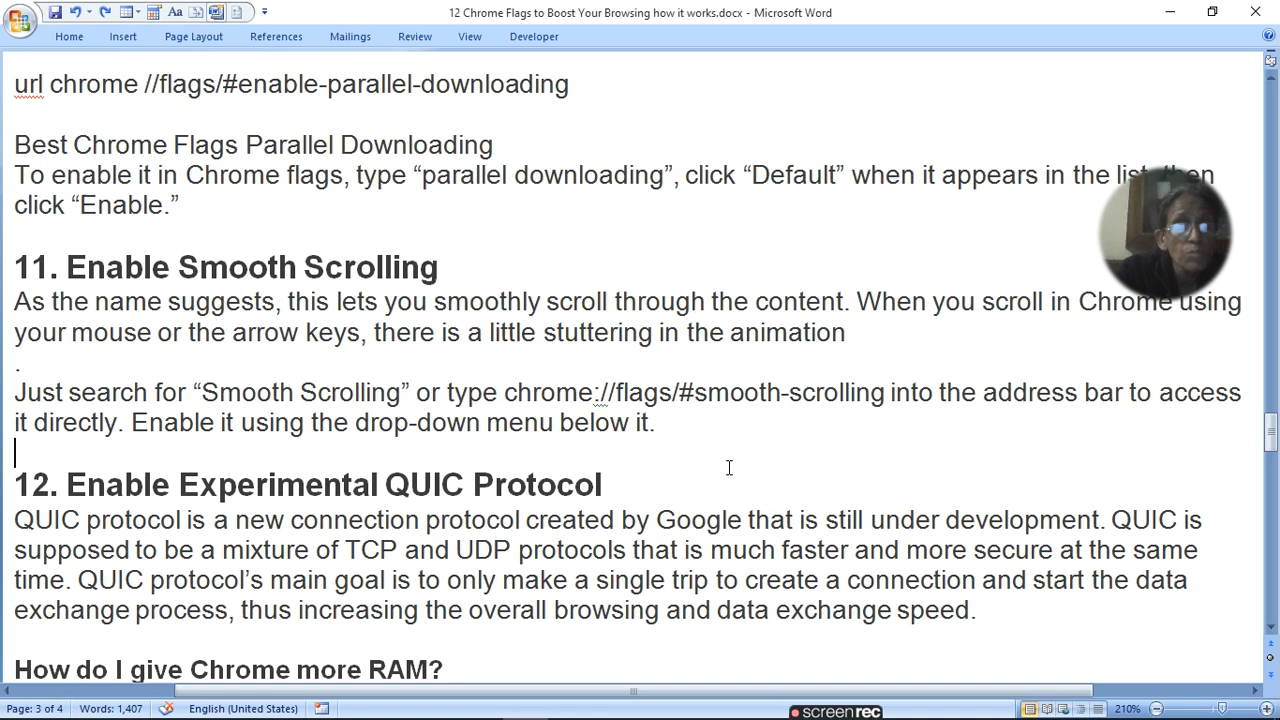 12 Chrome Flags to Boost Your Browsing how it works.docx - Microsoft Word
Home Insert Page Layout References Mailings Review View Developer
url chrome //flags/#enable-parallel-downloading
Best Chrome Flags Parallel Downloading
To enable it in Chrome flags, type “parallel downloading”, click “Default” when it appears in the list, then
click “Enable.”
11. Enable Smooth Scrolling
As the name suggests, this lets you smoothly scroll through the content. When you scroll in Chrome using
your mouse or the arrow keys, there is a little stuttering in the animation
.
Just search for “Smooth Scrolling” or type chrome://flags/#smooth-scrolling into the address bar to access
it directly. Enable it using the drop-down menu below it.
12. Enable Experimental QUIC Protocol
QUIC protocol is a new connection protocol created by Google that is still under development. QUIC is
supposed to be a mixture of TCP and UDP protocols that is much faster and more secure at the same
time. QUIC protocol’s main goal is to only make a single trip to create a connection and start the data
exchange process, thus increasing the overall browsing and data exchange speed.
How do I give Chrome more RAM?
Page: 3 of 4 Words: 1,407 English (United States) 210%
screenrec